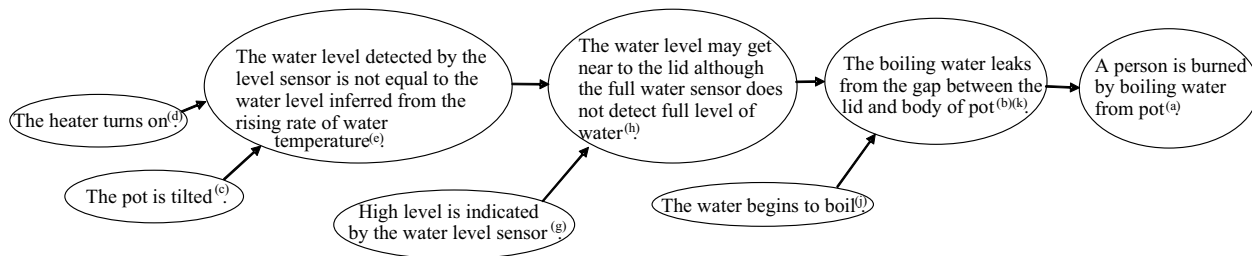 The heater turns on(d).
The pot is tilted(c).
The water level detected by the
level sensor is not equal to the
water level inferred from the
rising rate of water
temperature(e).
High level is indicated
by the water level sensor(g).
The water level may get
near to the lid although
the full water sensor does
not detect full level of
water(h).
The water begins to boil(j).
The boiling water leaks
from the gap between the
lid and body of pot(b)(k).
A person is burned
by boiling water
from pot(a).